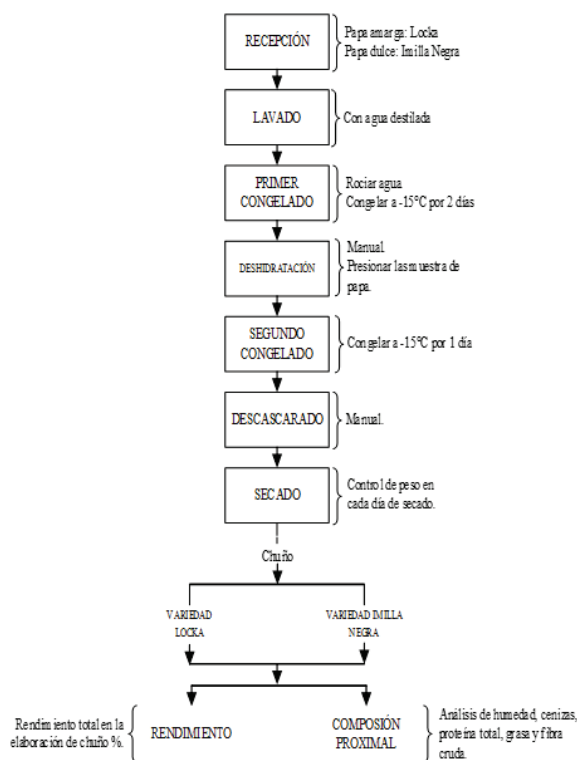 RECEPCIÓN
Papa amarga: Locka
Papa dulce: Imilla Negra
LAVADO
Con agua destilada
PRIMER
CONGELADO
Rociar agua
Congelar a -15°C por 2 días
DESHIDRATACIÓN
Manual.
Presionar las muestra de
papa.
SEGUNDO
CONGELADO
Congelar a -15°C por 1 día
DESCASCARADO
Manual.
SECADO
Control de peso en
cada día de secado.
Chuño
VARIEDAD
LOCKA
VARIEDAD IMILLA
NEGRA
Rendimiento total en la
elaboración de chuño %.
RENDIMIENTO
COMPOSIÓN
PROXIMAL
Análisis de humedad, cenizas,
proteína total, grasa y fibra
cruda.